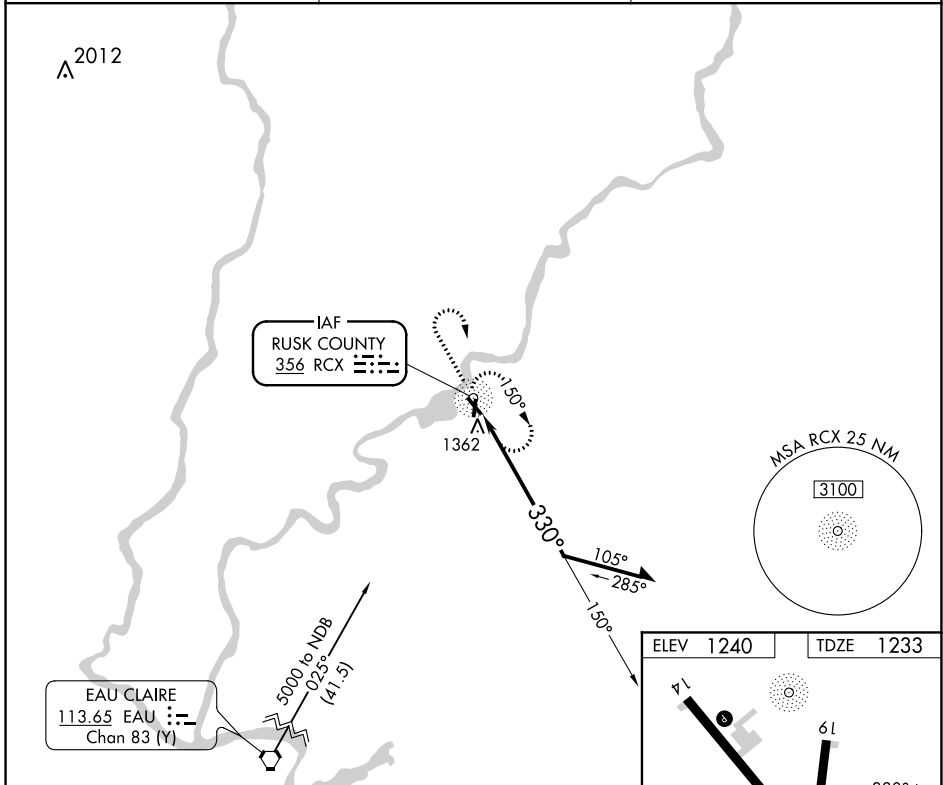 2012
IAF
RUSK COUNTY
356 RCX
1362
150°
330°
105°
285°
150°
MSA RCX 25 NM
3100
5000 to NDB
025°
(41.5)
EAU CLAIRE
113.65 EAU
Chan 83 (Y)
ELEV 1240
TDZE 1233
14
P
19